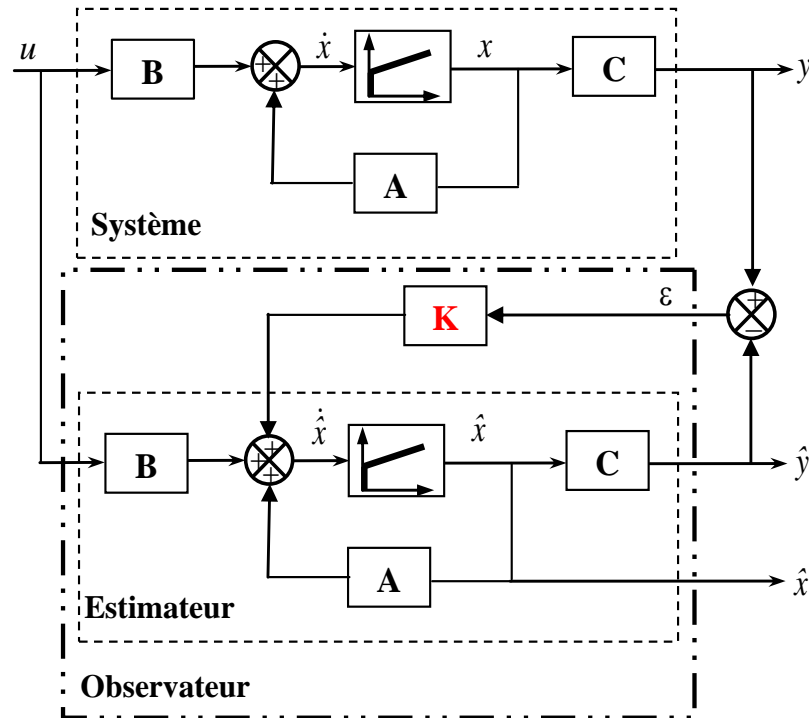 u
B
+
+
ẋ
x
C
y
A
Système
K
ε
+
−
B
+
+
+
x̂̇
x̂
C
ŷ
A
x̂
Estimateur
Observateur